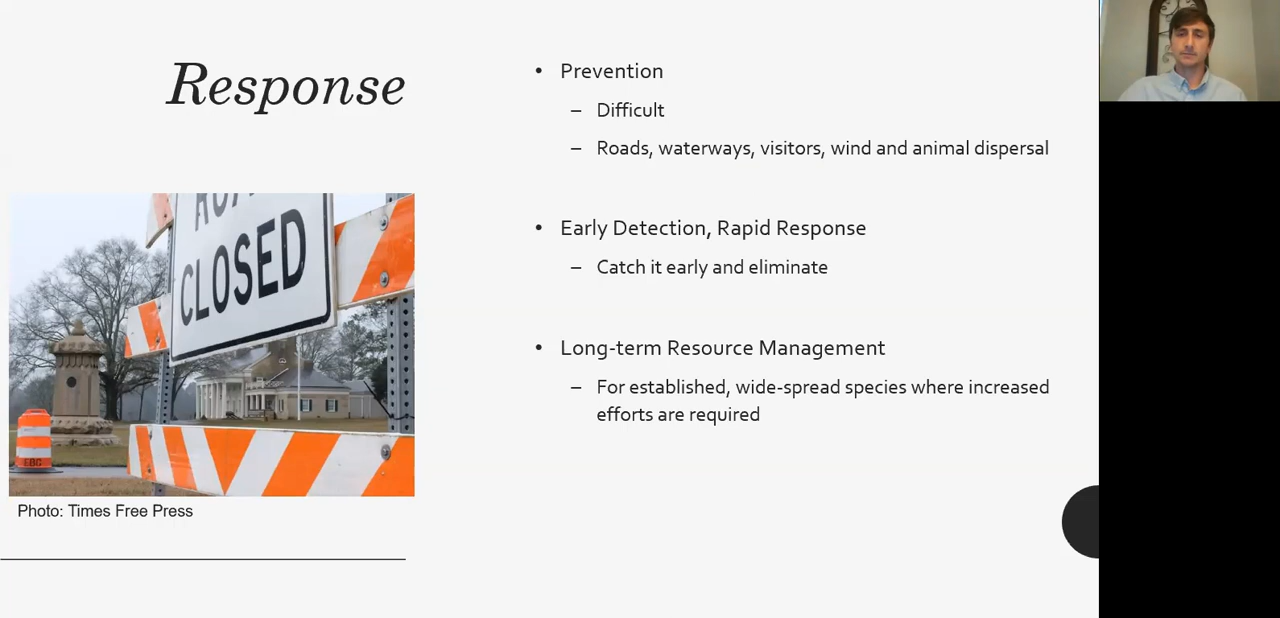 Response
• Prevention
– Difficult
– Roads, waterways, visitors, wind and animal dispersal
• Early Detection, Rapid Response
– Catch it early and eliminate
• Long-term Resource Management
– For established, wide-spread species where increased
efforts are required
CLOSED
EBC
Photo: Times Free Press